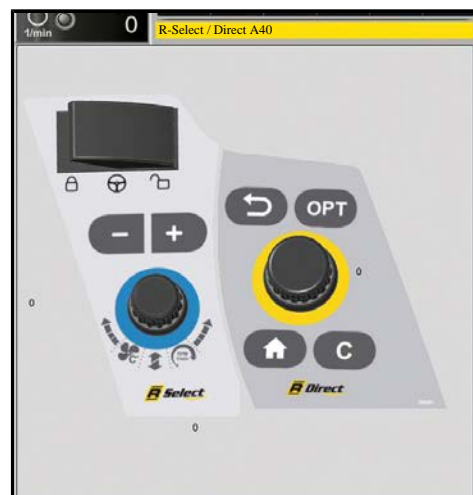 1/min
0
R-Select / Direct A40
- +
OPT
0
0
C
R Select
R Direct
0